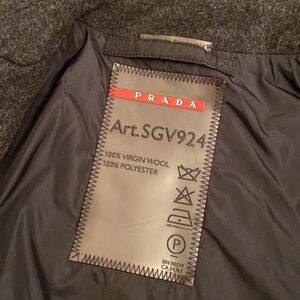 PRADA
Art.SGV924
100% VIRGIN WOOL
100% POLYESTER
P